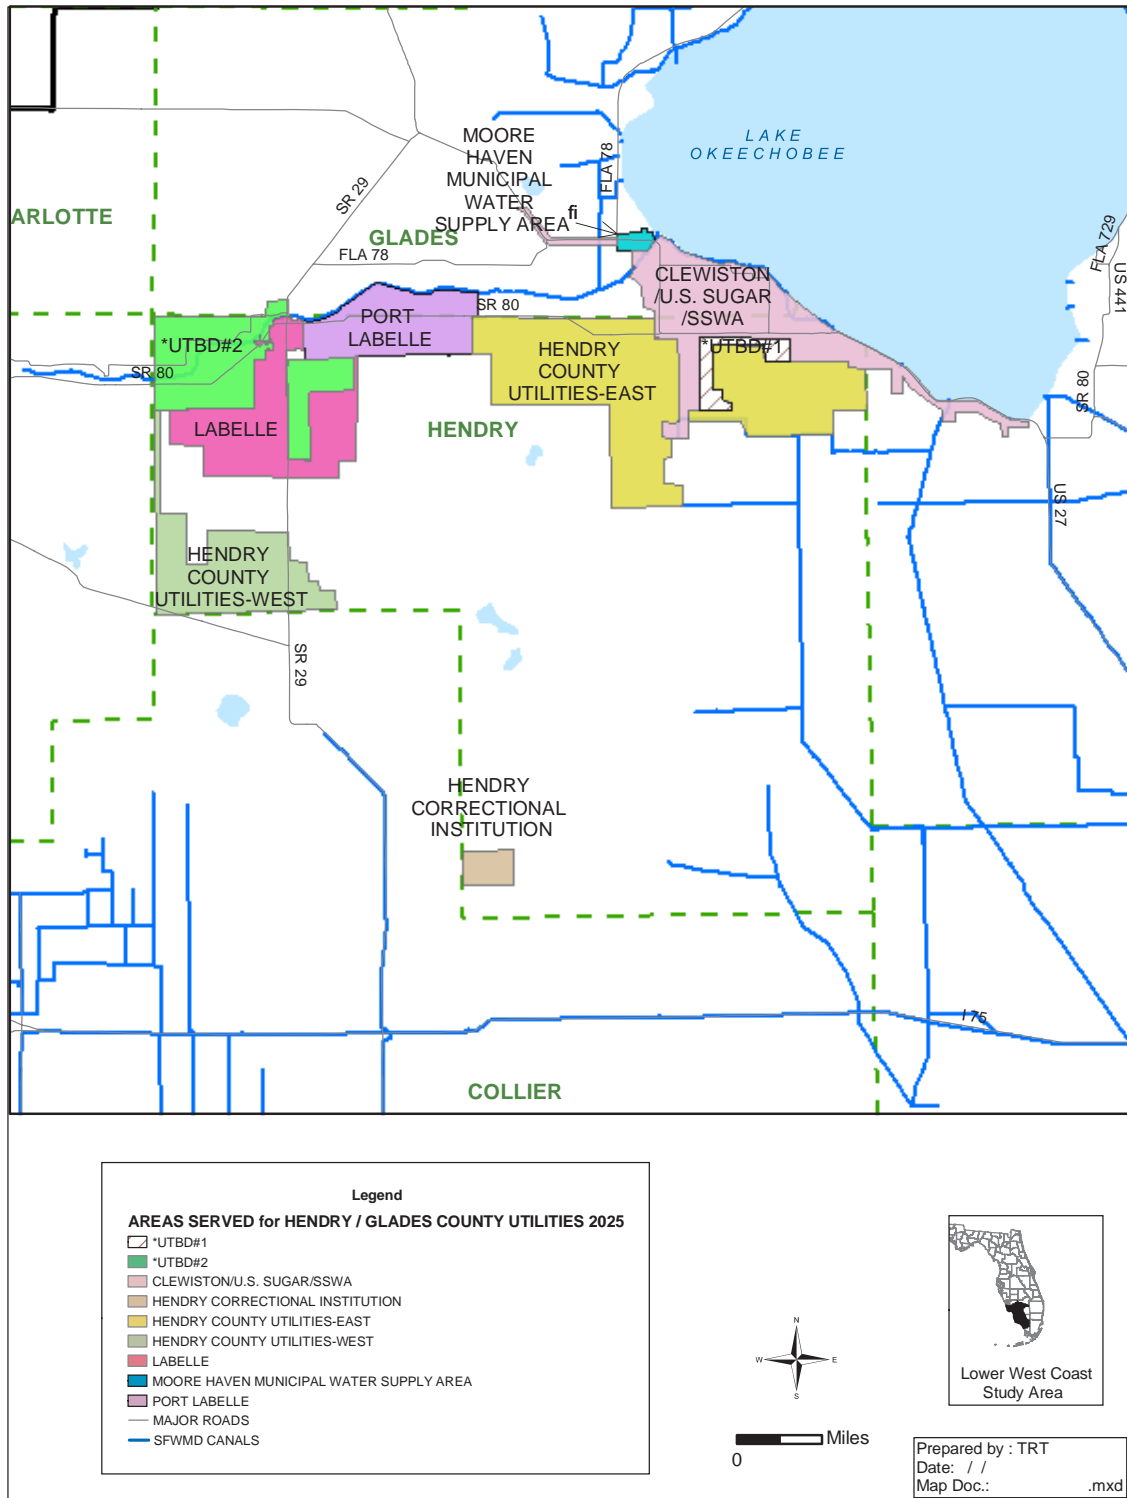 LAKE
OKEECHOBEE
MOORE
HAVEN
MUNICIPAL
WATER
SUPPLY AREA
fi
FLA 78
SR 29
ARLOTTE
GLADES
FLA 78
FLA 729
US 441
CLEWISTON
/U.S. SUGAR
/SSWA
SR 80
PORT
LABELLE
*UTBD#2
*UTBD#1
HENDRY
COUNTY
UTILITIES-EAST
SR 80
SR 80
LABELLE
HENDRY
US 27
HENDRY
COUNTY
UTILITIES-WEST
SR 29
HENDRY
CORRECTIONAL
INSTITUTION
I 75
COLLIER
Legend
AREAS SERVED for HENDRY / GLADES COUNTY UTILITIES 2025
*UTBD#1
*UTBD#2
CLEWISTON/U.S. SUGAR/SSWA
HENDRY CORRECTIONAL INSTITUTION
HENDRY COUNTY UTILITIES-EAST
HENDRY COUNTY UTILITIES-WEST
LABELLE
MOORE HAVEN MUNICIPAL WATER SUPPLY AREA
PORT LABELLE
MAJOR ROADS
SFWMD CANALS
N
W E
S
Miles
0
Lower West Coast
Study Area
Prepared by : TRT
Date: / /
Map Doc.: .mxd